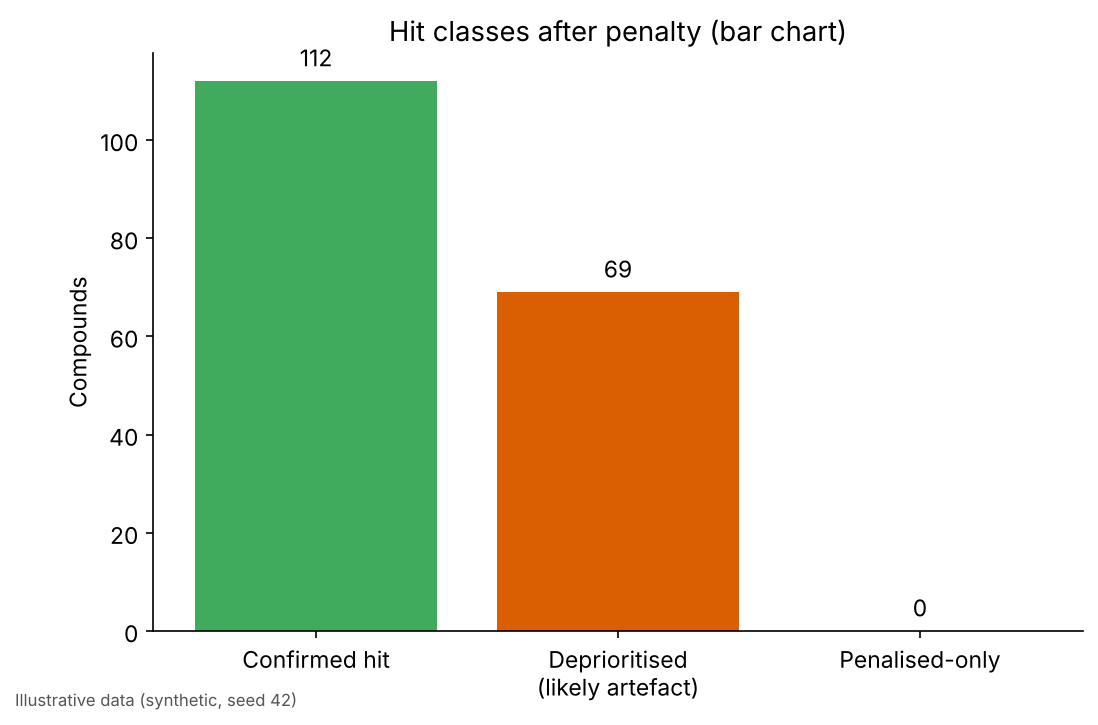 Hit classes after penalty (bar chart)
112
69
0
100
80
60
40
20
0
Compounds
Confirmed hit
Deprioritised
(likely artefact)
Penalised-only
Illustrative data (synthetic, seed 42)